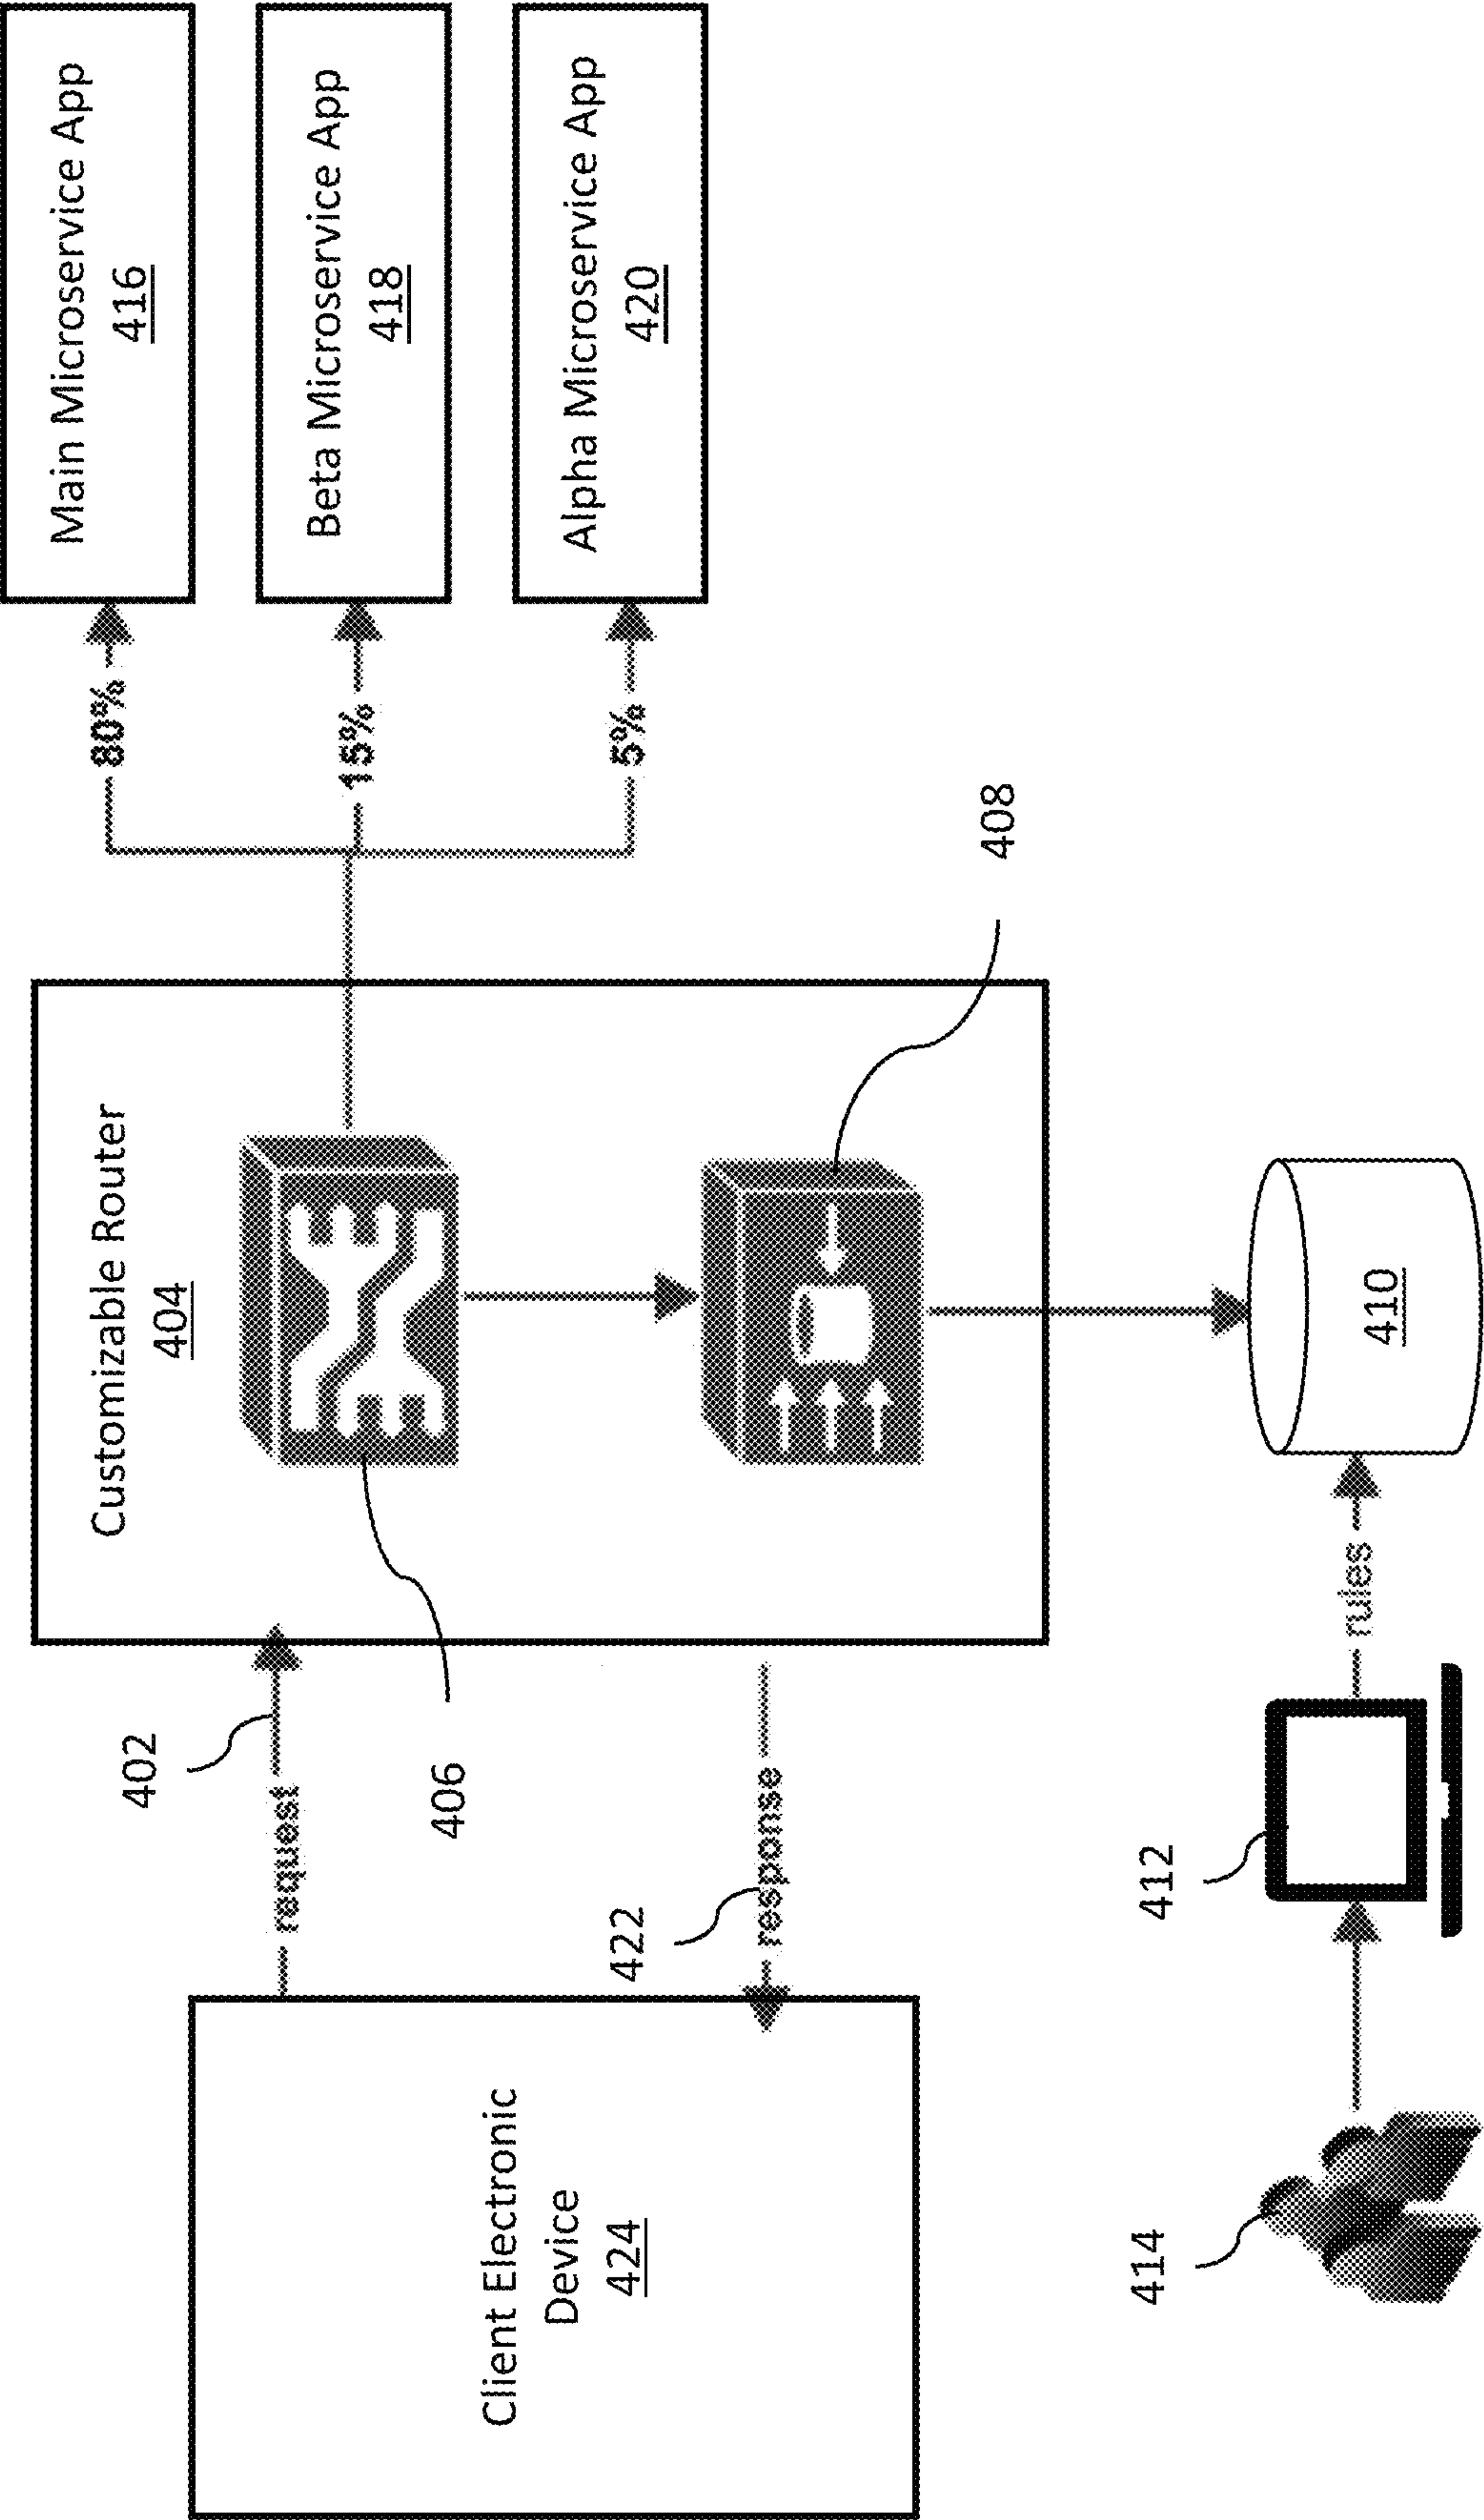 Client Electronic
Device
424
request
402
422
response
406
Customizable Router
404
408
80%
15%
5%
Main Microservice App
416
Beta Microservice App
418
Alpha Microservice App
420
414
412
rules
410